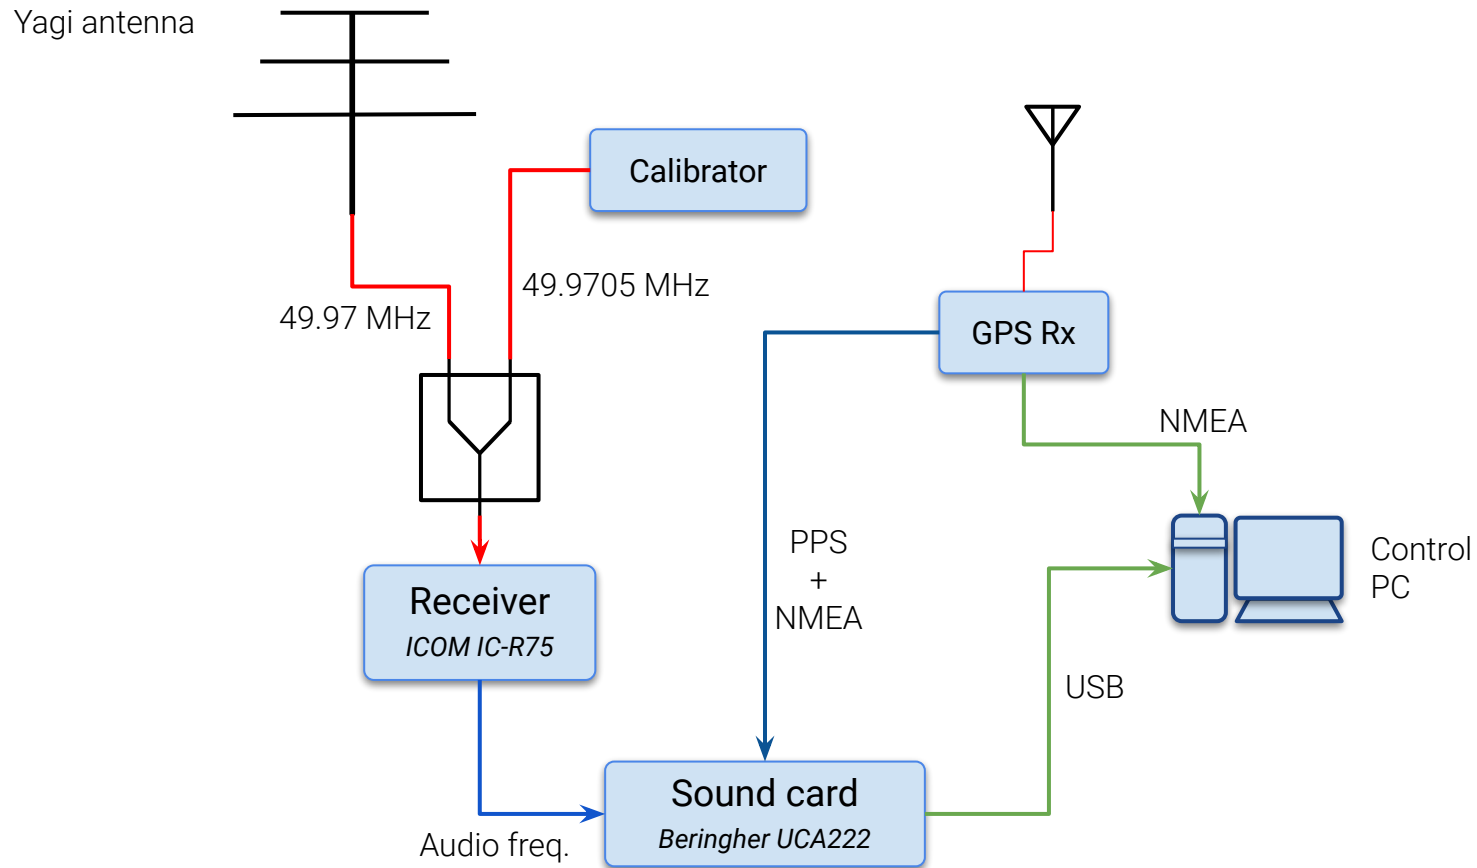 Yagi antenna
Calibrator
49.9705 MHz
49.97 MHz
GPS Rx
NMEA
PPS
+
NMEA
Control
PC
Receiver
ICOM IC-R75
USB
Sound card
Beringher UCA222
Audio freq.